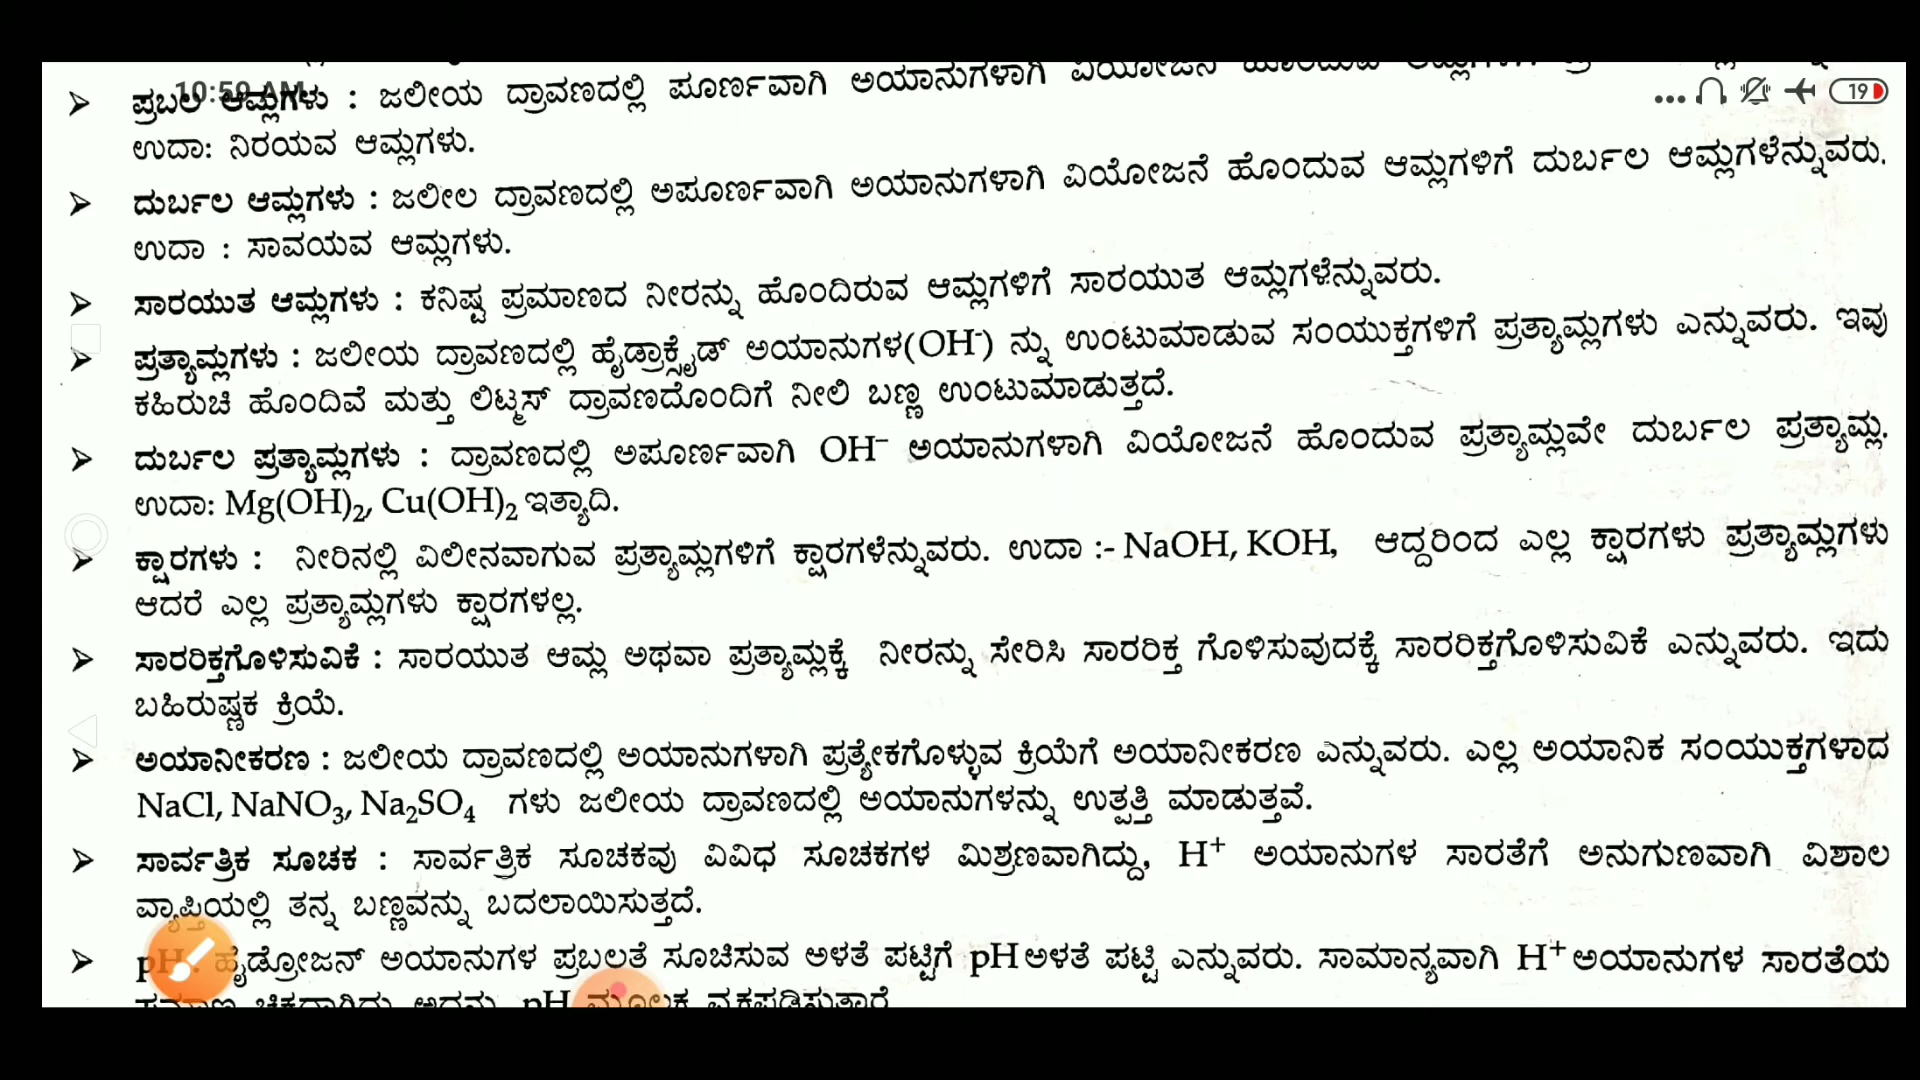 10:59 AM
19
ಪ್ರಬಲ ಆಮ್ಲಗಳು : ಜಲೀಯ ದ್ರಾವಣದಲ್ಲಿ ಪೂರ್ಣವಾಗಿ ಅಯಾನುಗಳಾಗಿ ವಿಯೋಜನೆ ಹೊಂದುವ
ಉದಾ: ನಿರಯವ ಆಮ್ಲಗಳು.
ದುರ್ಬಲ ಆಮ್ಲಗಳು : ಜಲೀಲ ದ್ರಾವಣದಲ್ಲಿ ಅಪೂರ್ಣವಾಗಿ ಅಯಾನುಗಳಾಗಿ ವಿಯೋಜನೆ ಹೊಂದುವ ಆಮ್ಲಗಳಿಗೆ ದುರ್ಬಲ ಆಮ್ಲಗಳೆನ್ನುವರು.
ಉದಾ : ಸಾವಯವ ಆಮ್ಲಗಳು.
ಸಾರಯುತ ಆಮ್ಲಗಳು : ಕನಿಷ್ಟ ಪ್ರಮಾಣದ ನೀರನ್ನು ಹೊಂದಿರುವ ಆಮ್ಲಗಳಿಗೆ ಸಾರಯುತ ಆಮ್ಲಗಳೆನ್ನುವರು.
ಪ್ರತ್ಯಾಮ್ಲಗಳು : ಜಲೀಯ ದ್ರಾವಣದಲ್ಲಿ ಹೈಡ್ರಾಕ್ಸೈಡ್ ಅಯಾನುಗಳ(OH⁻) ನ್ನು ಉಂಟುಮಾಡುವ ಸಂಯುಕ್ತಗಳಿಗೆ ಪ್ರತ್ಯಾಮ್ಲಗಳು ಎನ್ನುವರು. ಇವು
ಕಹಿರುಚಿ ಹೊಂದಿವೆ ಮತ್ತು ಲಿಟ್ಮಸ್ ದ್ರಾವಣದೊಂದಿಗೆ ನೀಲಿ ಬಣ್ಣ ಉಂಟುಮಾಡುತ್ತದೆ.
ದುರ್ಬಲ ಪ್ರತ್ಯಾಮ್ಲಗಳು : ದ್ರಾವಣದಲ್ಲಿ ಅಪೂರ್ಣವಾಗಿ OH⁻ ಅಯಾನುಗಳಾಗಿ ವಿಯೋಜನೆ ಹೊಂದುವ ಪ್ರತ್ಯಾಮ್ಲವೇ ದುರ್ಬಲ ಪ್ರತ್ಯಾಮ್ಲ.
ಉದಾ: Mg(OH)₂, Cu(OH)₂ ಇತ್ಯಾದಿ.
ಕ್ಷಾರಗಳು : ನೀರಿನಲ್ಲಿ ವಿಲೀನವಾಗುವ ಪ್ರತ್ಯಾಮ್ಲಗಳಿಗೆ ಕ್ಷಾರಗಳೆನ್ನುವರು. ಉದಾ :- NaOH, KOH, ಆದ್ದರಿಂದ ಎಲ್ಲ ಕ್ಷಾರಗಳು ಪ್ರತ್ಯಾಮ್ಲಗಳು
ಆದರೆ ಎಲ್ಲ ಪ್ರತ್ಯಾಮ್ಲಗಳು ಕ್ಷಾರಗಳಲ್ಲ.
ಸಾರರಿಕ್ತಗೊಳಿಸುವಿಕೆ : ಸಾರಯುತ ಆಮ್ಲ ಅಥವಾ ಪ್ರತ್ಯಾಮ್ಲಕ್ಕೆ ನೀರನ್ನು ಸೇರಿಸಿ ಸಾರರಿಕ್ತ ಗೊಳಿಸುವುದಕ್ಕೆ ಸಾರರಿಕ್ತಗೊಳಿಸುವಿಕೆ ಎನ್ನುವರು. ಇದು
ಬಹಿರುಷ್ಣಕ ಕ್ರಿಯೆ.
ಅಯಾನೀಕರಣ : ಜಲೀಯ ದ್ರಾವಣದಲ್ಲಿ ಅಯಾನುಗಳಾಗಿ ಪ್ರತ್ಯೇಕಗೊಳ್ಳುವ ಕ್ರಿಯೆಗೆ ಅಯಾನೀಕರಣ ಎನ್ನುವರು. ಎಲ್ಲ ಅಯಾನಿಕ ಸಂಯುಕ್ತಗಳಾದ
NaCl, NaNO₃, Na₂SO₄ ಗಳು ಜಲೀಯ ದ್ರಾವಣದಲ್ಲಿ ಅಯಾನುಗಳನ್ನು ಉತ್ಪತ್ತಿ ಮಾಡುತ್ತವೆ.
ಸಾರ್ವತ್ರಿಕ ಸೂಚಕ : ಸಾರ್ವತ್ರಿಕ ಸೂಚಕವು ವಿವಿಧ ಸೂಚಕಗಳ ಮಿಶ್ರಣವಾಗಿದ್ದು, H⁺ ಅಯಾನುಗಳ ಸಾರತೆಗೆ ಅನುಗುಣವಾಗಿ ವಿಶಾಲ
ವ್ಯಾಪ್ತಿಯಲ್ಲಿ ತನ್ನ ಬಣ್ಣವನ್ನು ಬದಲಾಯಿಸುತ್ತದೆ.
pH : ಹೈಡ್ರೋಜನ್ ಅಯಾನುಗಳ ಪ್ರಬಲತೆ ಸೂಚಿಸುವ ಅಳತೆ ಪಟ್ಟಿಗೆ pH ಅಳತೆ ಪಟ್ಟಿ ಎನ್ನುವರು. ಸಾಮಾನ್ಯವಾಗಿ H⁺ ಅಯಾನುಗಳ ಸಾರತೆಯ
pH ಮೂಲಕ